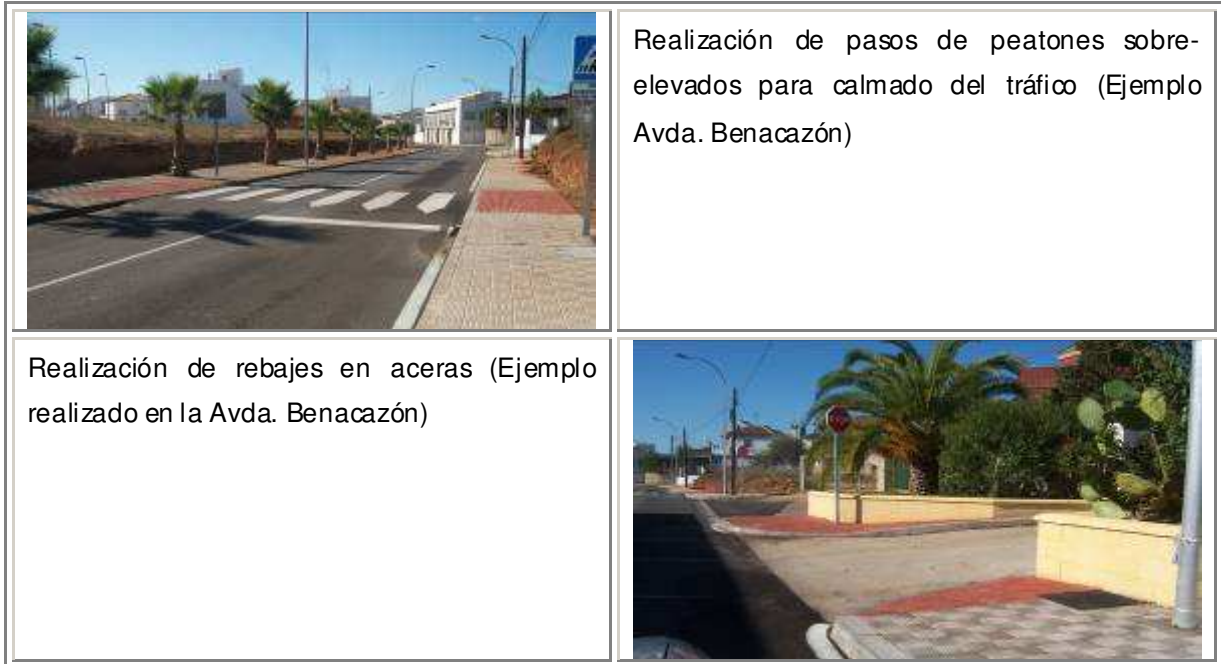 Realización de pasos de peatones sobre-
elevados para calmado del tráfico (Ejemplo
Avda. Benacazón)
Realización de rebajes en aceras (Ejemplo
realizado en la Avda. Benacazón)